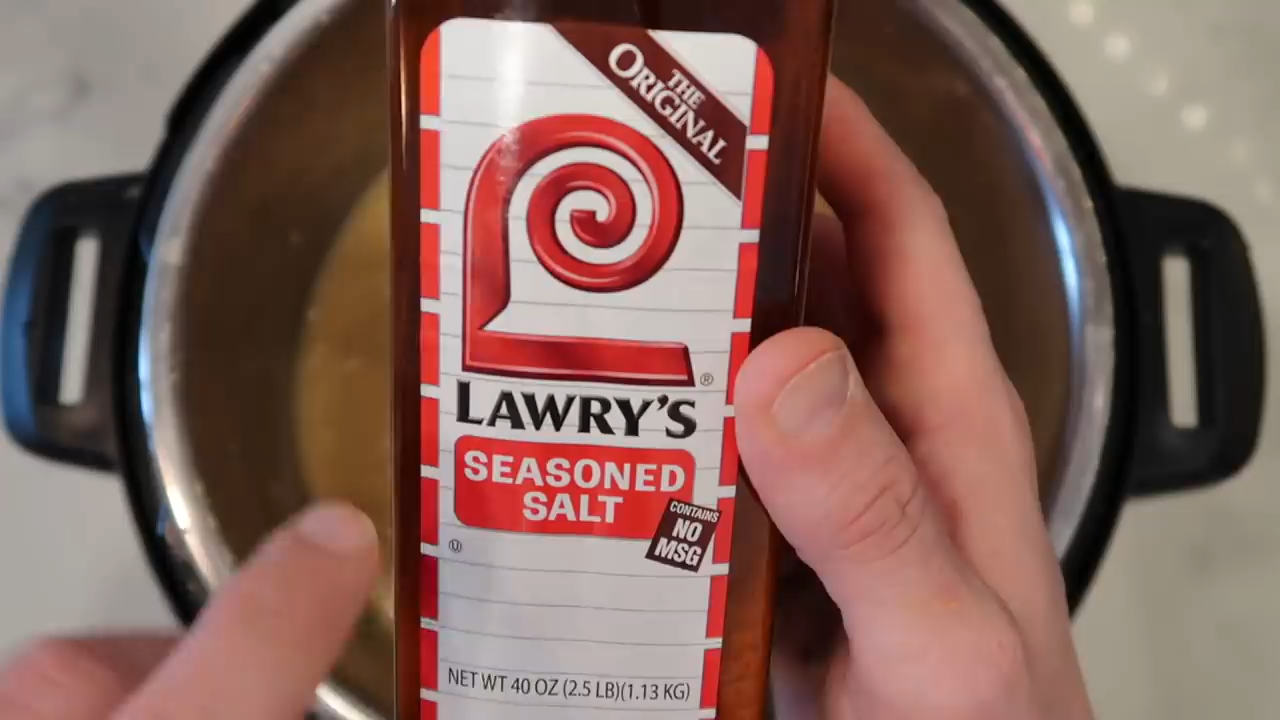 THE
ORIGINAL
®
LAWRY'S
SEASONED
SALT
CONTAINS
NO
MSG
U
NET WT 40 OZ (2.5 LB)(1.13 KG)